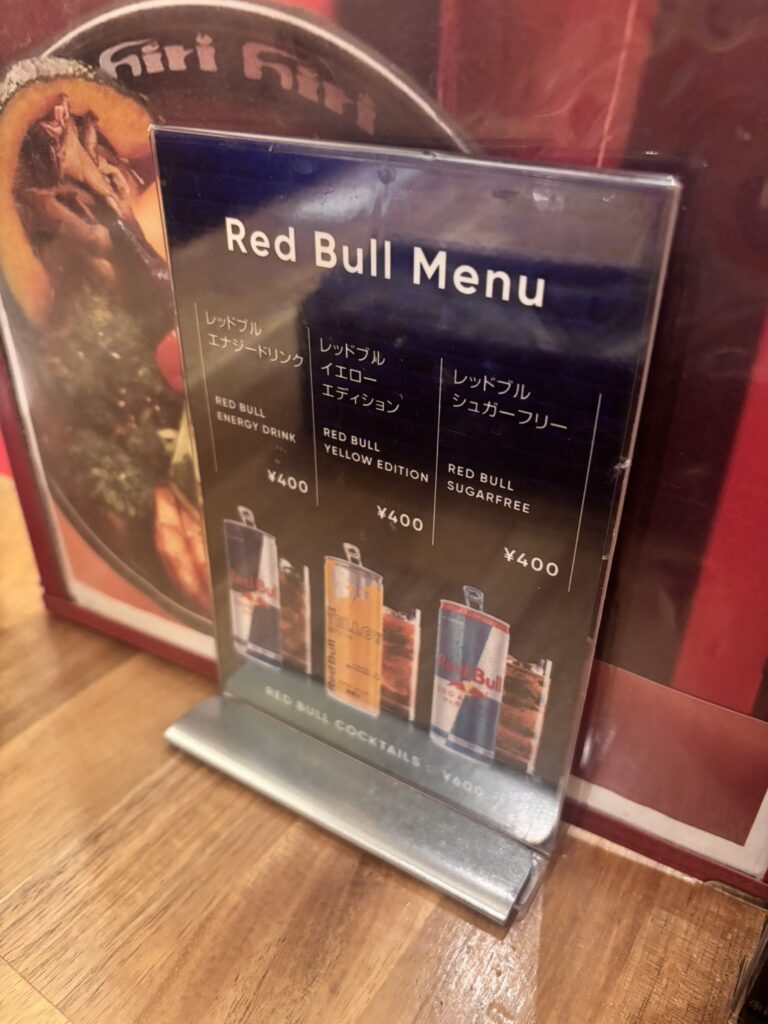 hiri hiri
Red Bull Menu
レッドブル
エナジードリンク
RED BULL
ENERGY DRINK
¥400
レッドブル
イエロー
エディション
RED BULL
YELLOW EDITION
¥400
レッドブル
シュガーフリー
RED BULL
SUGARFREE
¥400
Red Bull
YELLOW
Red Bull
Red Bull
RED BULL COCKTAILS ¥600